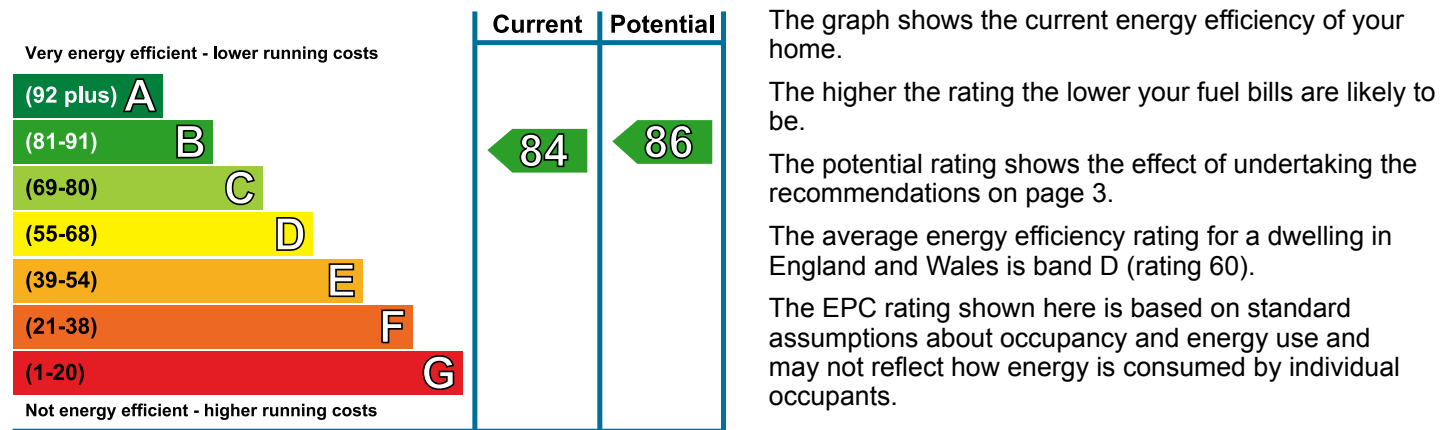 Current Potential
Very energy efficient - lower running costs
(92 plus) A
(81-91) B
84
86
(69-80) C
(55-68) D
(39-54) E
(21-38) F
(1-20) G
Not energy efficient - higher running costs
The graph shows the current energy efficiency of your
home.
The higher the rating the lower your fuel bills are likely to
be.
The potential rating shows the effect of undertaking the
recommendations on page 3.
The average energy efficiency rating for a dwelling in
England and Wales is band D (rating 60).
The EPC rating shown here is based on standard
assumptions about occupancy and energy use and
may not reflect how energy is consumed by individual
occupants.